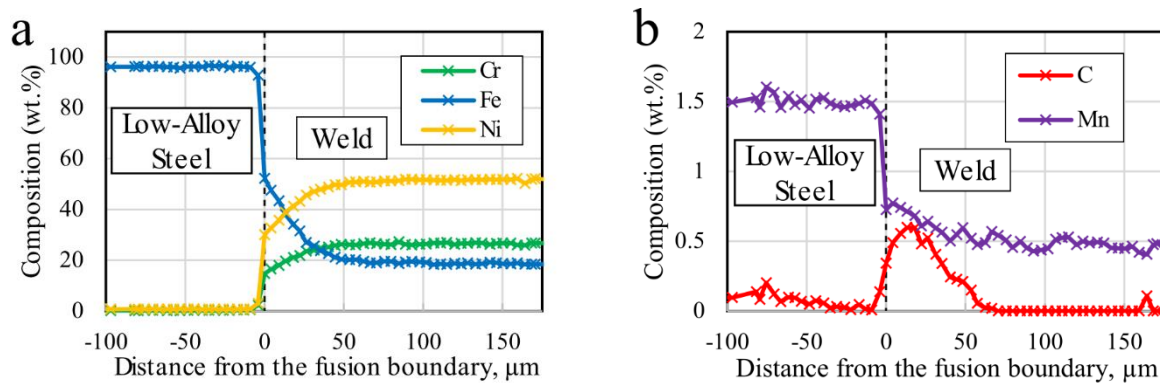 a
100
80
60
40
20
0
Composition (wt.%)
Cr
Fe
Ni
Low-Alloy
Steel
Weld
-100
-50
0
50
100
150
Distance from the fusion boundary, μm
b
2
1.5
1
0.5
0
Composition (wt.%)
C
Mn
Low-Alloy
Steel
Weld
-100
-50
0
50
100
150
Distance from the fusion boundary, μm